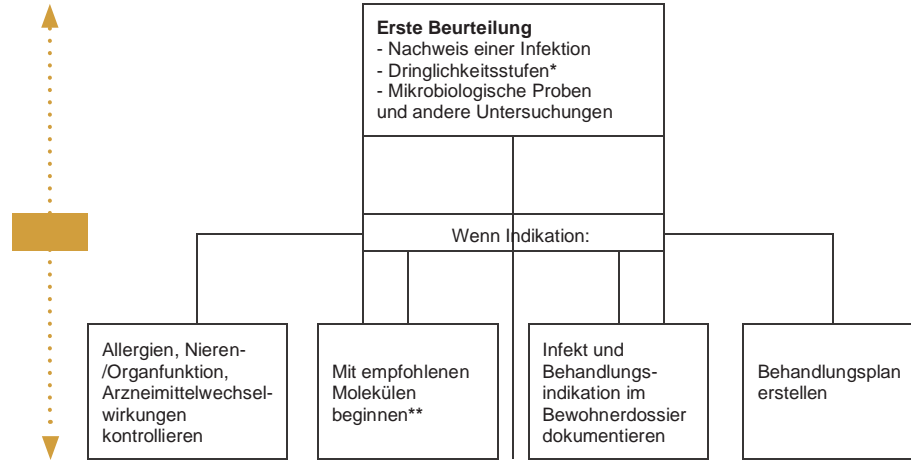 Erste Beurteilung
- Nachweis einer Infektion
- Dringlichkeitsstufen*
- Mikrobiologische Proben
und andere Untersuchungen
Wenn Indikation:
Allergien, Nieren-
/Organfunktion,
Arzneimittelwechsel-
wirkungen
kontrollieren
Mit empfohlenen
Molekülen
beginnen**
Infekt und
Behandlungs-
indikation im
Bewohnerdossier
dokumentieren
Behandlungsplan
erstellen